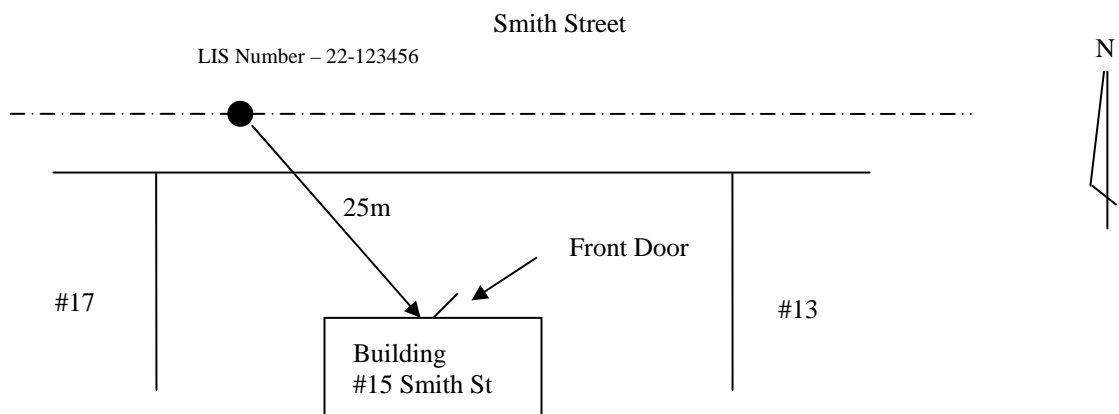 Smith Street
LIS Number – 22-123456
N
25m
Front Door
#17
#13
Building
#15 Smith St